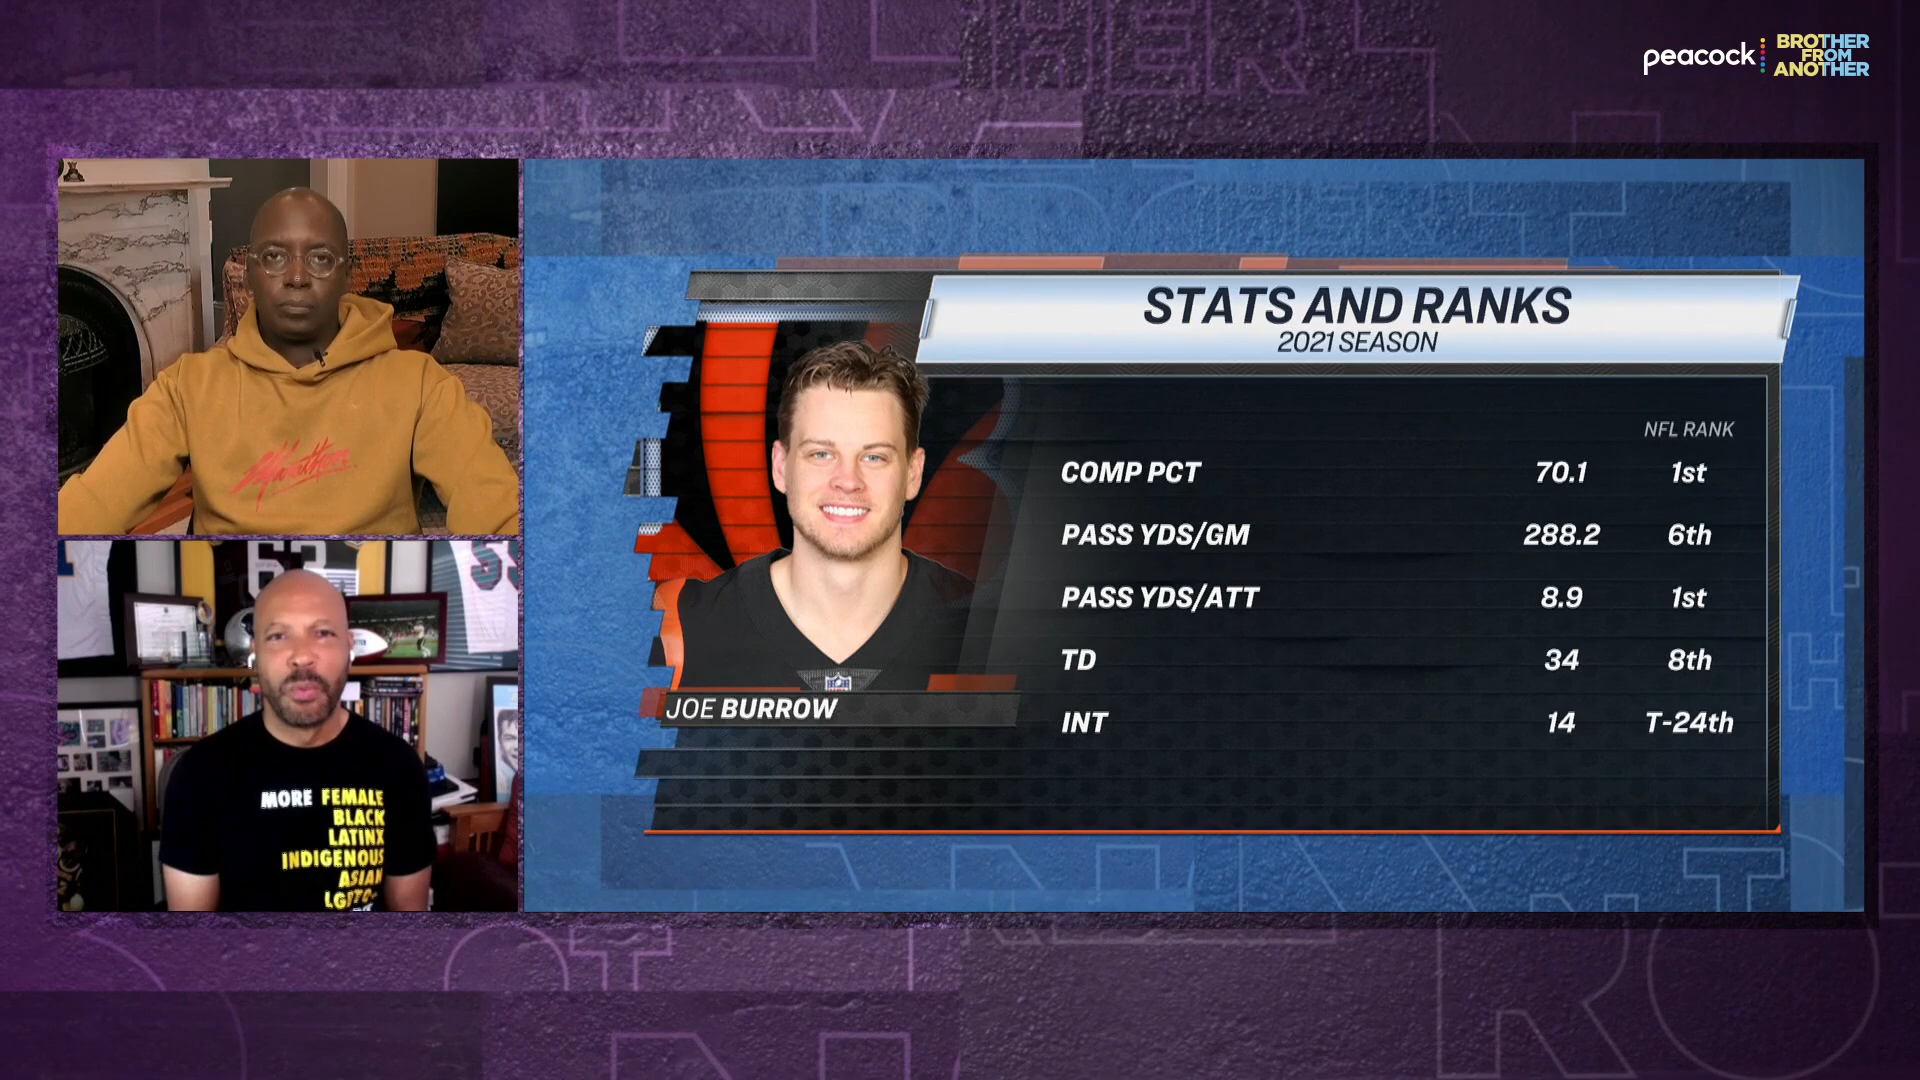 peacock
BROTHER
FROM
ANOTHER
STATS AND RANKS
2021 SEASON
NFL RANK
COMP PCT 70.1 1st
PASS YDS/GM 288.2 6th
PASS YDS/ATT 8.9 1st
TD 34 8th
INT 14 T-24th
JOE BURROW
Marathon
53
MORE FEMALE
BLACK
LATINX
INDIGENOUS
ASIAN